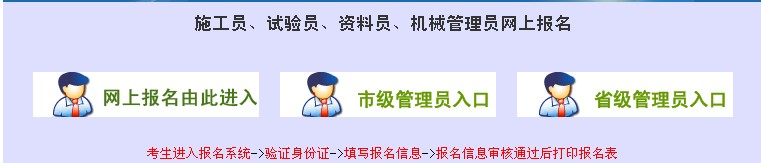 施工员、试验员、资料员、机械管理员网上报名
网上报名由此进入 市级管理员入口 省级管理员入口
考生进入报名系统->验证身份证->填写报名信息->报名信息审核通过后打印报名表